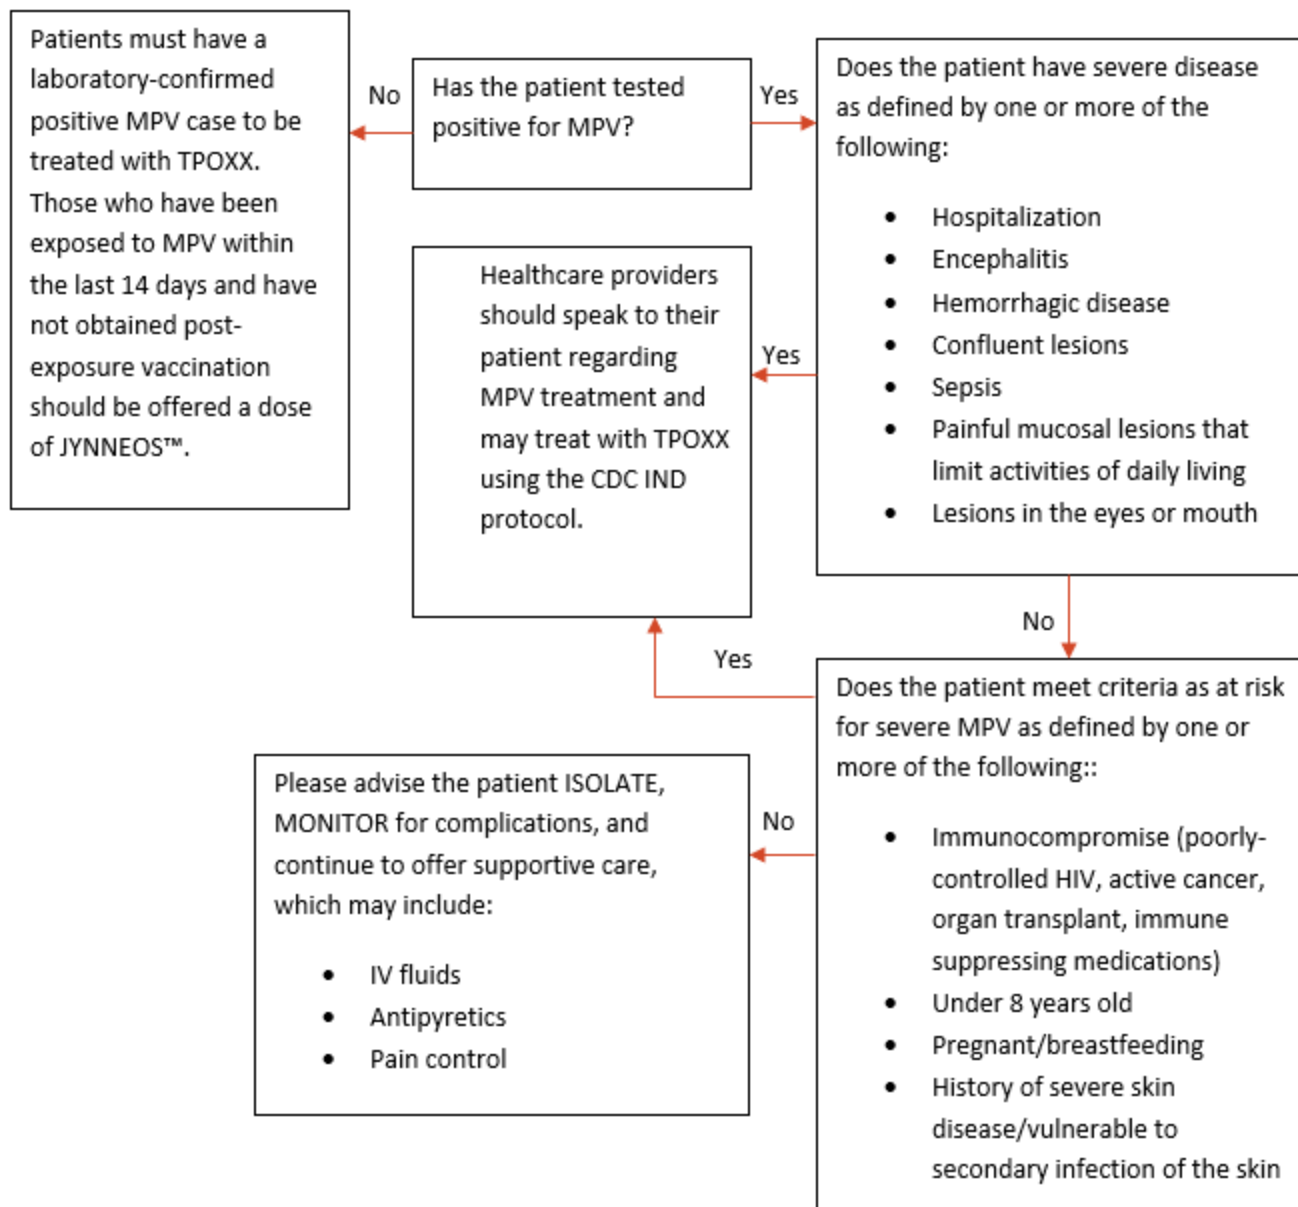 Patients must have a
laboratory-confirmed
positive MPV case to be
treated with TPOXX.
Those who have been
exposed to MPV within
the last 14 days and have
not obtained post-
exposure vaccination
should be offered a dose
of JYNNEOS™.
No
Has the patient tested
positive for MPV?
Yes
Does the patient have severe disease
as defined by one or more of the
following:
• Hospitalization
• Encephalitis
• Hemorrhagic disease
• Confluent lesions
• Sepsis
• Painful mucosal lesions that
limit activities of daily living
• Lesions in the eyes or mouth
Yes
Healthcare providers
should speak to their
patient regarding
MPV treatment and
may treat with TPOXX
using the CDC IND
protocol.
No
Yes
Does the patient meet criteria as at risk
for severe MPV as defined by one or
more of the following::
• Immunocompromise (poorly-
controlled HIV, active cancer,
organ transplant, immune
suppressing medications)
• Under 8 years old
• Pregnant/breastfeeding
• History of severe skin
disease/vulnerable to
secondary infection of the skin
No
Please advise the patient ISOLATE,
MONITOR for complications, and
continue to offer supportive care,
which may include:
• IV fluids
• Antipyretics
• Pain control